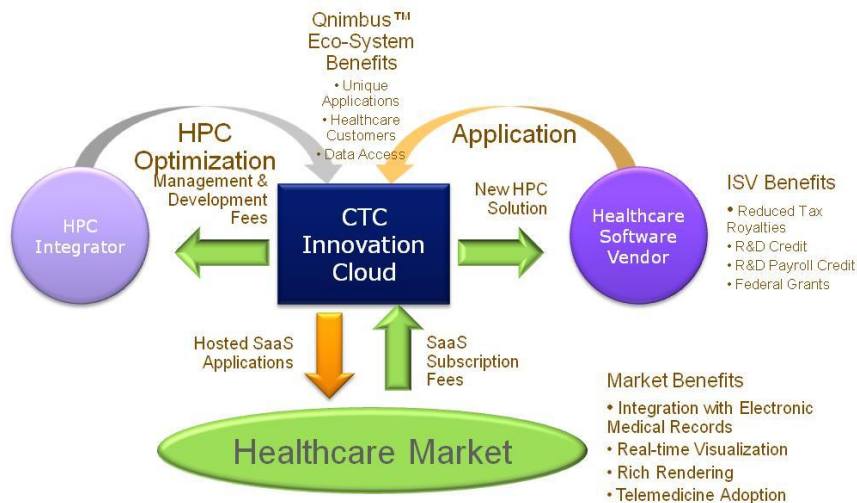 Qnimbus™
Eco-System
Benefits
• Unique
Applications
• Healthcare
Customers
• Data Access
HPC
Optimization
Management &
Development
Fees
Application
HPC
Integrator
CTC
Innovation
Cloud
New HPC
Solution
Healthcare
Software
Vendor
ISV Benefits
• Reduced Tax
Royalties
• R&D Credit
• R&D Payroll Credit
• Federal Grants
Hosted SaaS
Applications
SaaS
Subscription
Fees
Healthcare Market
Market Benefits
• Integration with Electronic
Medical Records
• Real-time Visualization
• Rich Rendering
• Telemedicine Adoption